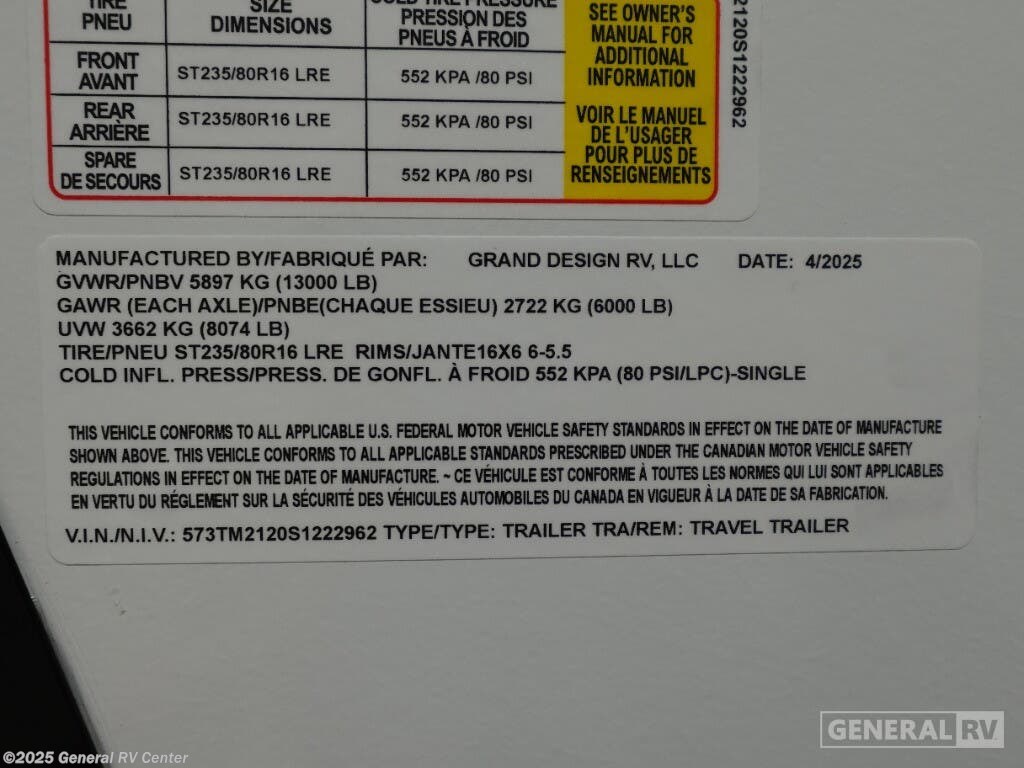 TIRE SIZE COLD TIRE PRESSURE
PNEU DIMENSIONS PRESSION DES
PNEUS À FROID
SEE OWNER'S
MANUAL FOR
ADDITIONAL
INFORMATION
FRONT
AVANT ST235/80R16 LRE 552 KPA /80 PSI
REAR
ARRIÈRE ST235/80R16 LRE 552 KPA /80 PSI
SPARE
DE SECOURS ST235/80R16 LRE 552 KPA /80 PSI
VOIR LE MANUEL
DE L'USAGER
POUR PLUS DE
RENSEIGNEMENTS
2120S1222962
MANUFACTURED BY/FABRIQUÉ PAR: GRAND DESIGN RV, LLC DATE: 4/2025
GVWR/PNBV 5897 KG (13000 LB)
GAWR (EACH AXLE)/PNBE(CHAQUE ESSIEU) 2722 KG (6000 LB)
UVW 3662 KG (8074 LB)
TIRE/PNEU ST235/80R16 LRE RIMS/JANTE16X6 6-5.5
COLD INFL. PRESS/PRESS. DE GONFL. À FROID 552 KPA (80 PSI/LPC)-SINGLE
THIS VEHICLE CONFORMS TO ALL APPLICABLE U.S. FEDERAL MOTOR VEHICLE SAFETY STANDARDS IN EFFECT ON THE DATE OF MANUFACTURE
SHOWN ABOVE. THIS VEHICLE CONFORMS TO ALL APPLICABLE STANDARDS PRESCRIBED UNDER THE CANADIAN MOTOR VEHICLE SAFETY
REGULATIONS IN EFFECT ON THE DATE OF MANUFACTURE. ~ CE VÉHICULE EST CONFORME À TOUTES LES NORMES QUI LUI SONT APPLICABLES
EN VERTU DU RÉGLEMENT SUR LA SÉCURITÉ DES VÉHICULES AUTOMOBILES DU CANADA EN VIGUEUR À LA DATE DE SA FABRICATION.
V.I.N./N.I.V.: 573TM2120S1222962 TYPE/TYPE: TRAILER TRA/REM: TRAVEL TRAILER
GENERAL RV
©2025 General RV Center